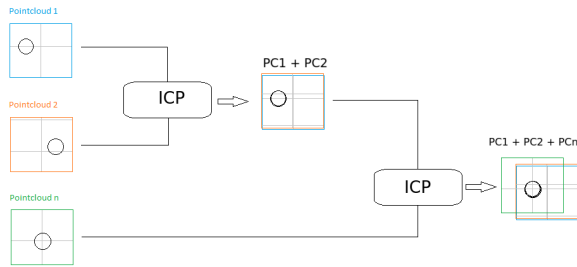 Pointcloud 1
PC1 + PC2
ICP
Pointcloud 2
PC1 + PC2 + PCn
ICP
Pointcloud n